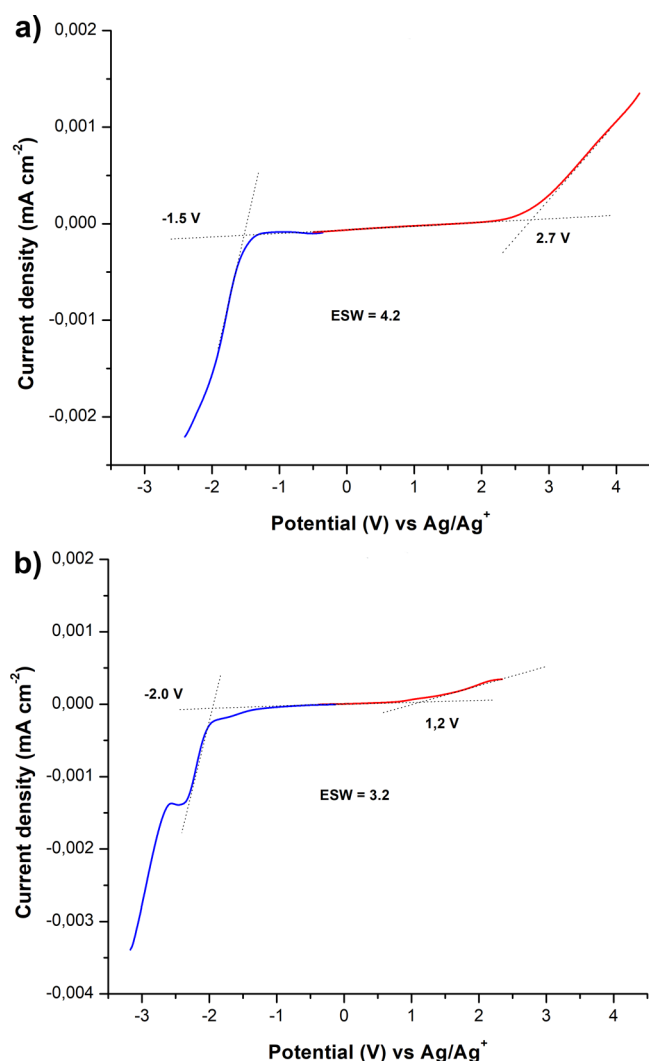 a)
0,002
0,001
0,000
-0,001
-0,002
-1.5 V
2.7 V
ESW = 4.2
Current density (mA cm-2)
-3 -2 -1 0 1 2 3 4
Potential (V) vs Ag/Ag+
b)
0,002
0,001
0,000
-0,001
-0,002
-0,003
-0,004
-2.0 V
1,2 V
ESW = 3.2
Current density (mA cm-2)
-3 -2 -1 0 1 2 3 4
Potential (V) vs Ag/Ag+